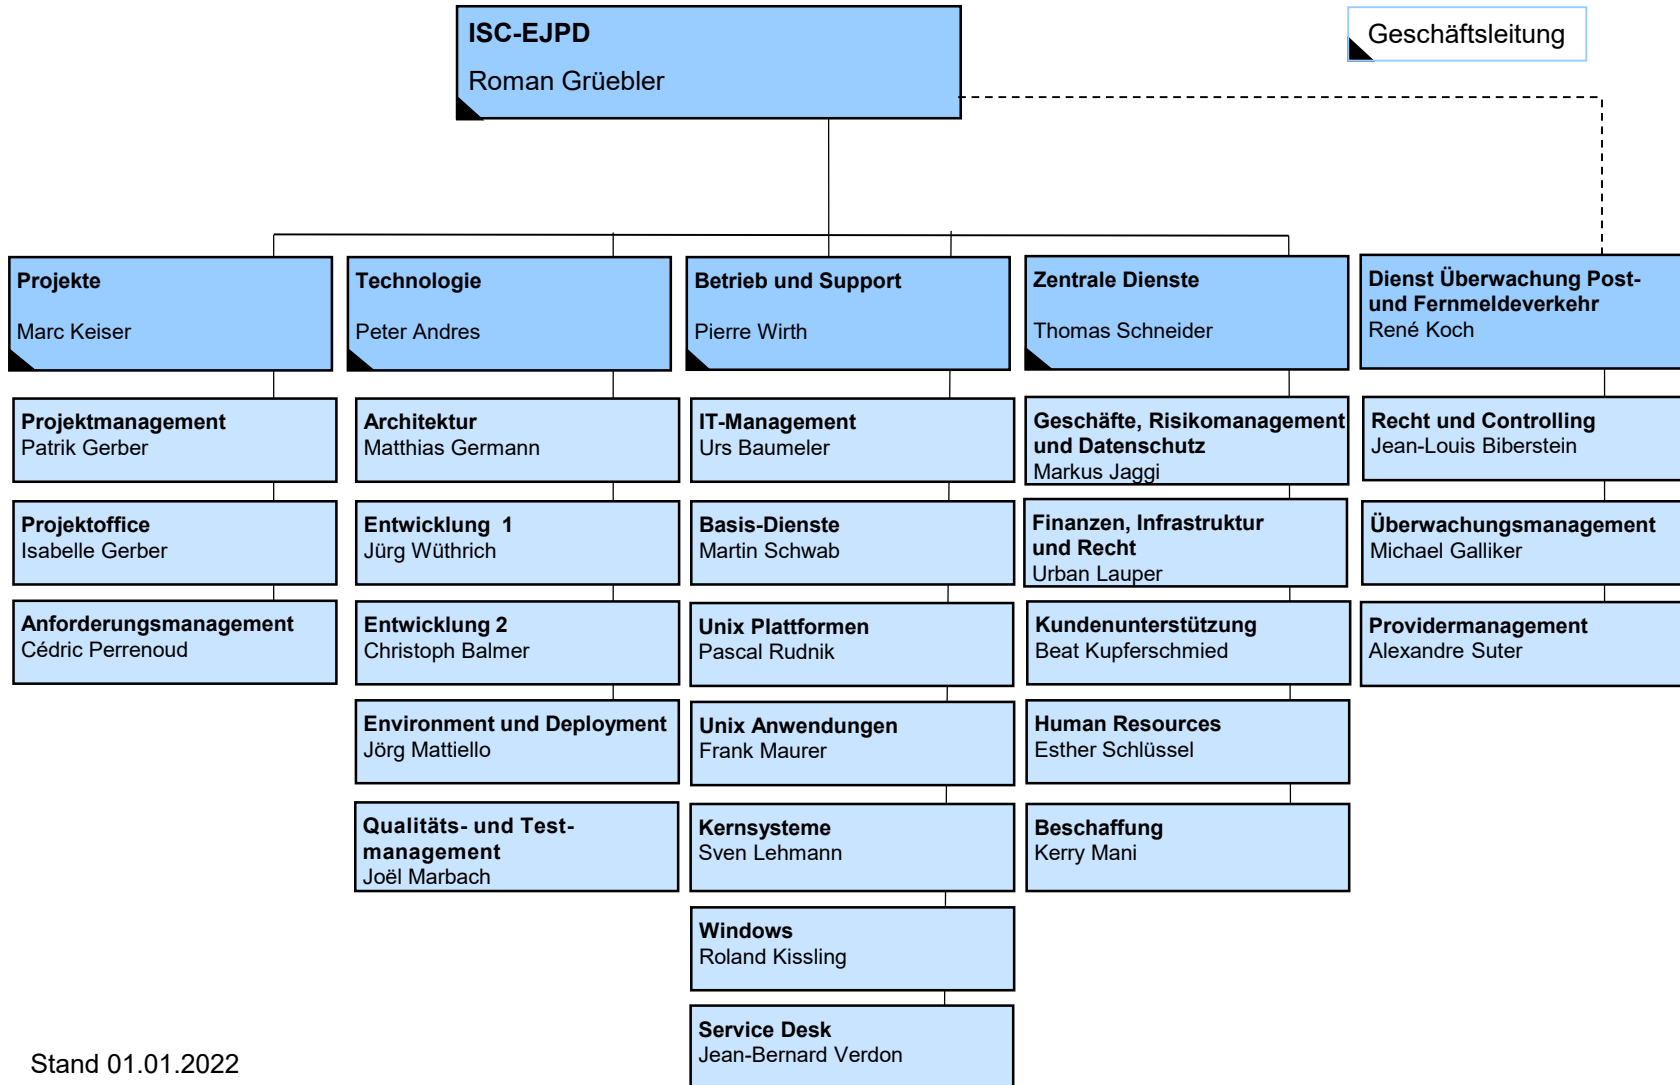 ISC-EJPD
Roman Grüebler
Geschäftsleitung
Projekte
Marc Keiser
Technologie
Peter Andres
Betrieb und Support
Pierre Wirth
Zentrale Dienste
Thomas Schneider
Dienst Überwachung Post-
und Fernmeldeverkehr
René Koch
Projektmanagement
Patrik Gerber
Projektoffice
Isabelle Gerber
Anforderungsmanagement
Cédric Perrenoud
Architektur
Matthias Germann
Entwicklung 1
Jürg Wüthrich
Entwicklung 2
Christoph Balmer
Environment und Deployment
Jörg Mattiello
Qualitäts- und Test-
management
Joël Marbach
IT-Management
Urs Baumeler
Basis-Dienste
Martin Schwab
Unix Plattformen
Pascal Rudnik
Unix Anwendungen
Frank Maurer
Kernsysteme
Sven Lehmann
Windows
Roland Kissling
Service Desk
Jean-Bernard Verdon
Geschäfte, Risikomanagement
und Datenschutz
Markus Jaggi
Finanzen, Infrastruktur
und Recht
Urban Lauper
Kundenunterstützung
Beat Kupferschmied
Human Resources
Esther Schlüssel
Beschaffung
Kerry Mani
Recht und Controlling
Jean-Louis Biberstein
Überwachungsmanagement
Michael Galliker
Providermanagement
Alexandre Suter
Stand 01.01.2022